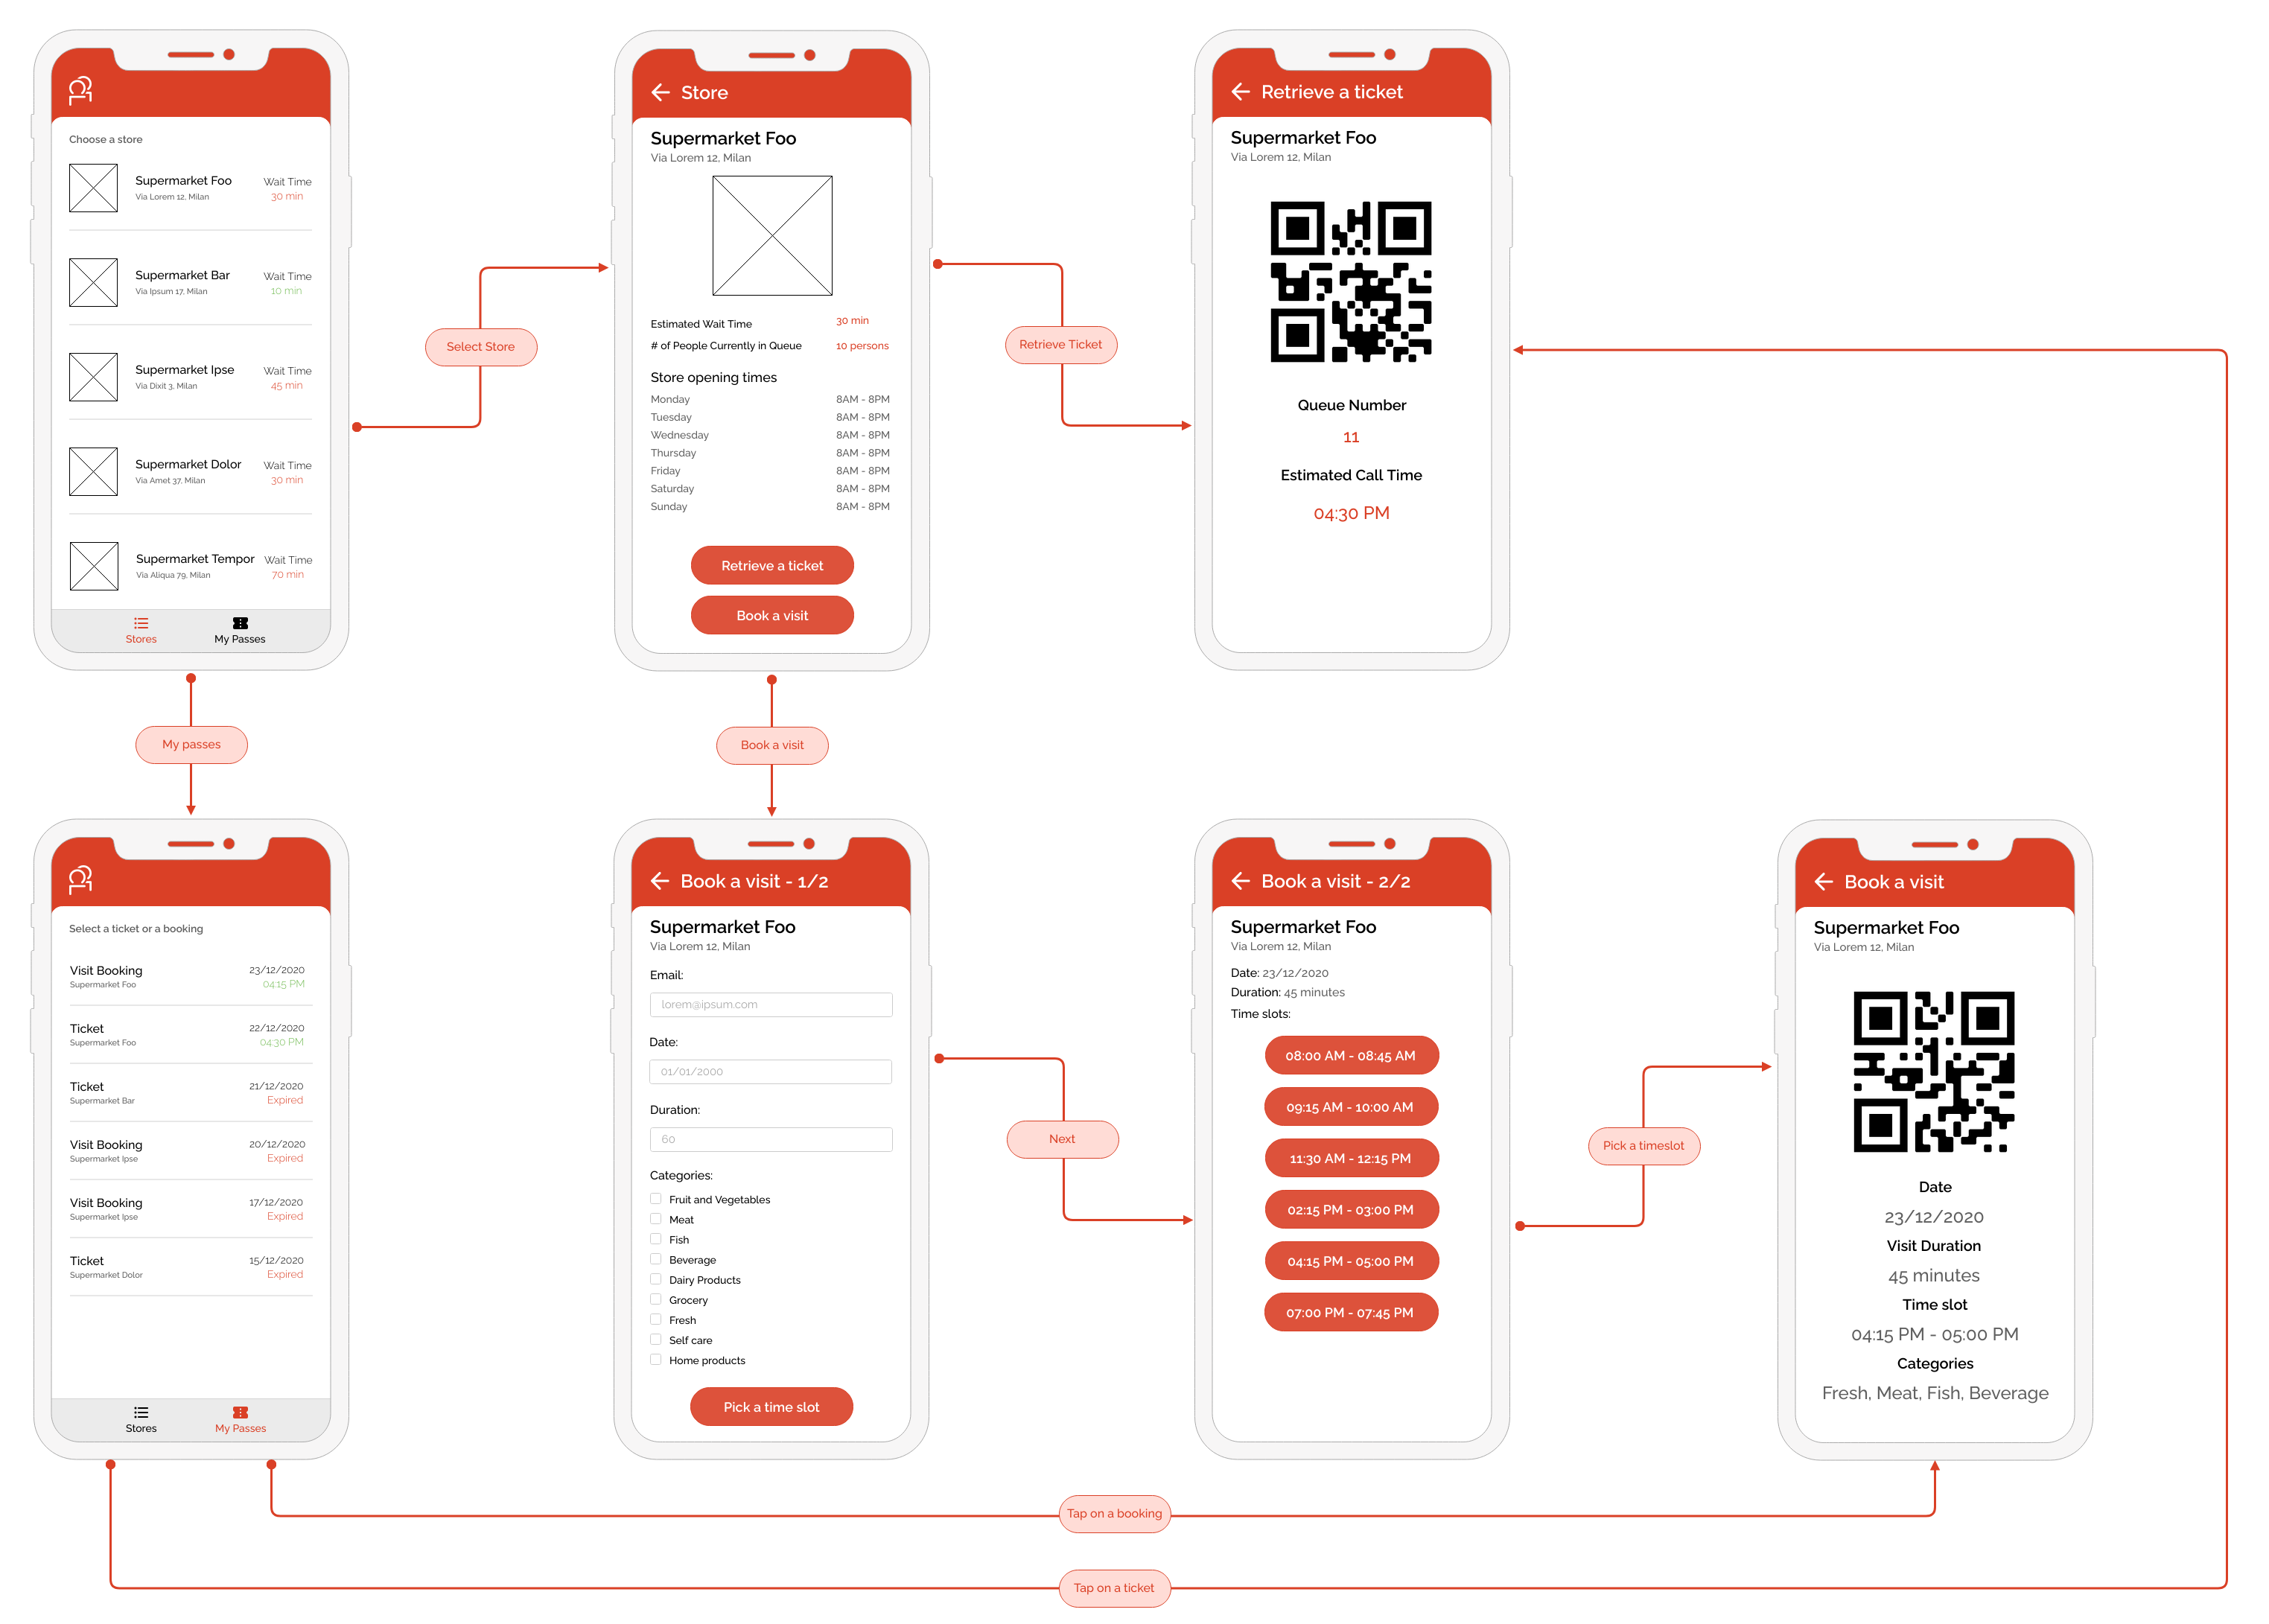 Choose a store
Supermarket Foo
Via Lorem 12, Milan
Wait Time
30 min
Supermarket Bar
Via Ipsum 17, Milan
Wait Time
10 min
Supermarket Ipse
Via Dixit 3, Milan
Wait Time
45 min
Supermarket Dolor
Via Amet 37, Milan
Wait Time
30 min
Supermarket Tempor
Via Aliqua 79, Milan
Wait Time
70 min
Stores
My Passes
Select Store
Store
Supermarket Foo
Via Lorem 12, Milan
Estimated Wait Time 30 min
# of People Currently in Queue 10 persons
Store opening times
Monday 8AM - 8PM
Tuesday 8AM - 8PM
Wednesday 8AM - 8PM
Thursday 8AM - 8PM
Friday 8AM - 8PM
Saturday 8AM - 8PM
Sunday 8AM - 8PM
Retrieve a ticket
Book a visit
Retrieve Ticket
Retrieve a ticket
Supermarket Foo
Via Lorem 12, Milan
Queue Number
11
Estimated Call Time
04:30 PM
My passes
Book a visit
Select a ticket or a booking
Visit Booking 23/12/2020
Supermarket Foo 04:15 PM
Ticket 22/12/2020
Supermarket Foo 04:30 PM
Ticket 21/12/2020
Supermarket Bar Expired
Visit Booking 20/12/2020
Supermarket Ipse Expired
Visit Booking 17/12/2020
Supermarket Ipse Expired
Ticket 15/12/2020
Supermarket Dolor Expired
Stores
My Passes
Book a visit - 1/2
Supermarket Foo
Via Lorem 12, Milan
Email:
lorem@ipsum.com
Date:
01/01/2000
Duration:
60
Categories:
Fruit and Vegetables
Meat
Fish
Beverage
Dairy Products
Grocery
Fresh
Self care
Home products
Pick a time slot
Next
Book a visit - 2/2
Supermarket Foo
Via Lorem 12, Milan
Date: 23/12/2020
Duration: 45 minutes
Time slots:
08:00 AM - 08:45 AM
09:15 AM - 10:00 AM
11:30 AM - 12:15 PM
02:15 PM - 03:00 PM
04:15 PM - 05:00 PM
07:00 PM - 07:45 PM
Pick a timeslot
Book a visit
Supermarket Foo
Via Lorem 12, Milan
Date
23/12/2020
Visit Duration
45 minutes
Time slot
04:15 PM - 05:00 PM
Categories
Fresh, Meat, Fish, Beverage
Tap on a booking
Tap on a ticket